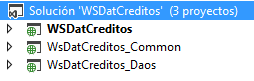 Solución 'WSDatCreditos' (3 proyectos)
WSDatCreditos
WsDatCreditos_Common
WsDatCreditos_Daos